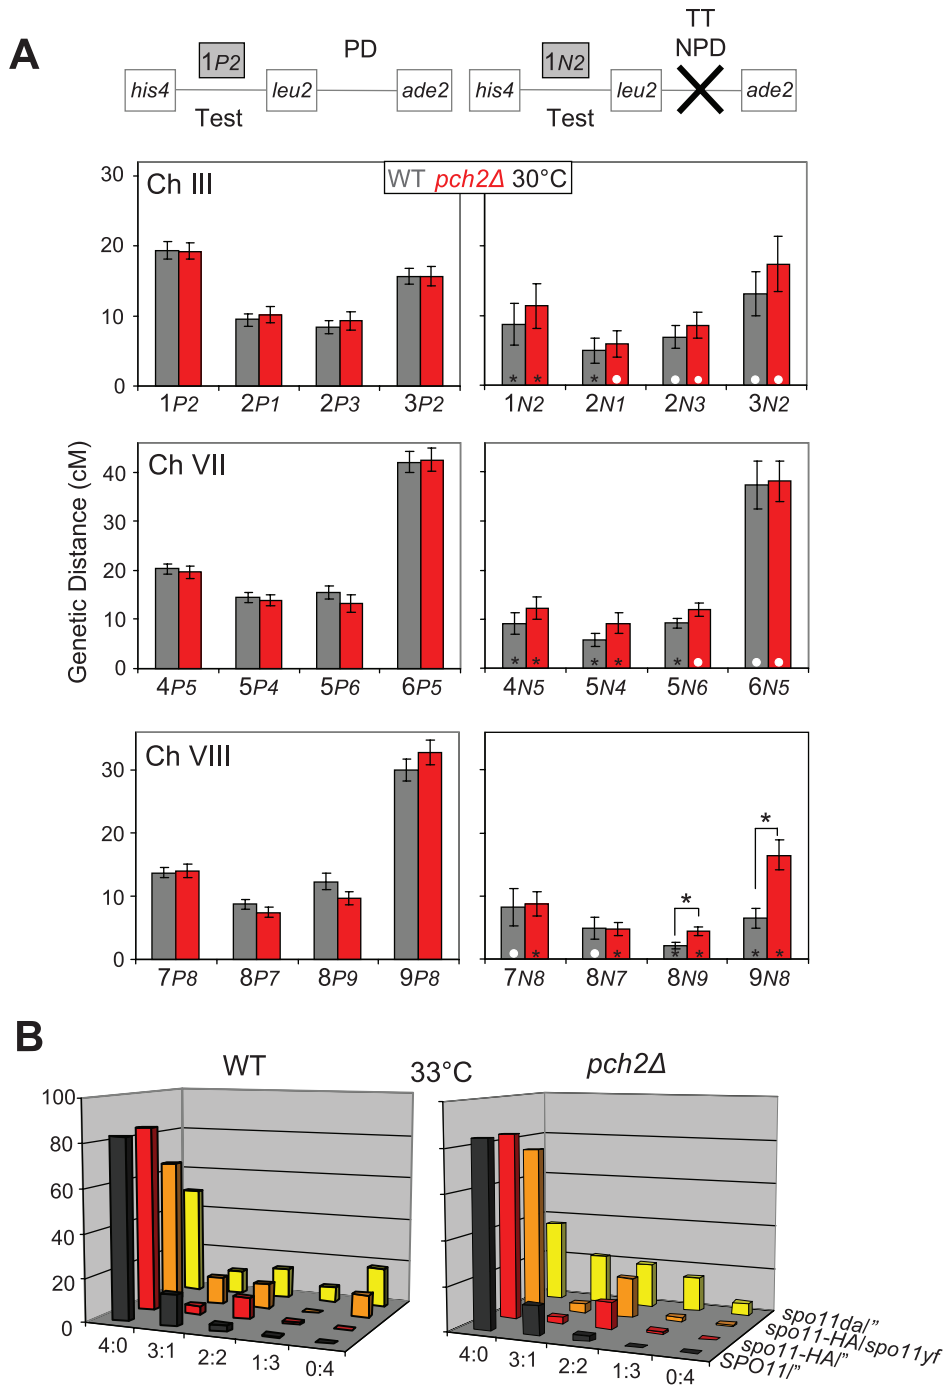 A
TT
NPD
PD
1P2
1N2
his4
leu2
ade2
his4
leu2
ade2
Test
Test
WT pch2Δ 30°C
Genetic Distance (cM)
Ch III
30
20
10
0
1P2 2P1 2P3 3P2
* * *
1N2 2N1 2N3 3N2
Ch VII
40
30
20
10
0
4P5 5P4 5P6 6P5
* * * * *
4N5 5N4 5N6 6N5
Ch VIII
30
20
10
0
7P8 8P7 8P9 9P8
* *
* * * * * *
7N8 8N7 8N9 9N8
B
WT 33°C pch2Δ
100
80
60
40
20
0
4:0 3:1 2:2 1:3 0:4
4:0 3:1 2:2 1:3 0:4
spo11da/"
spo11-HA/spo11yf
spo11-HA/"
SPO11/"